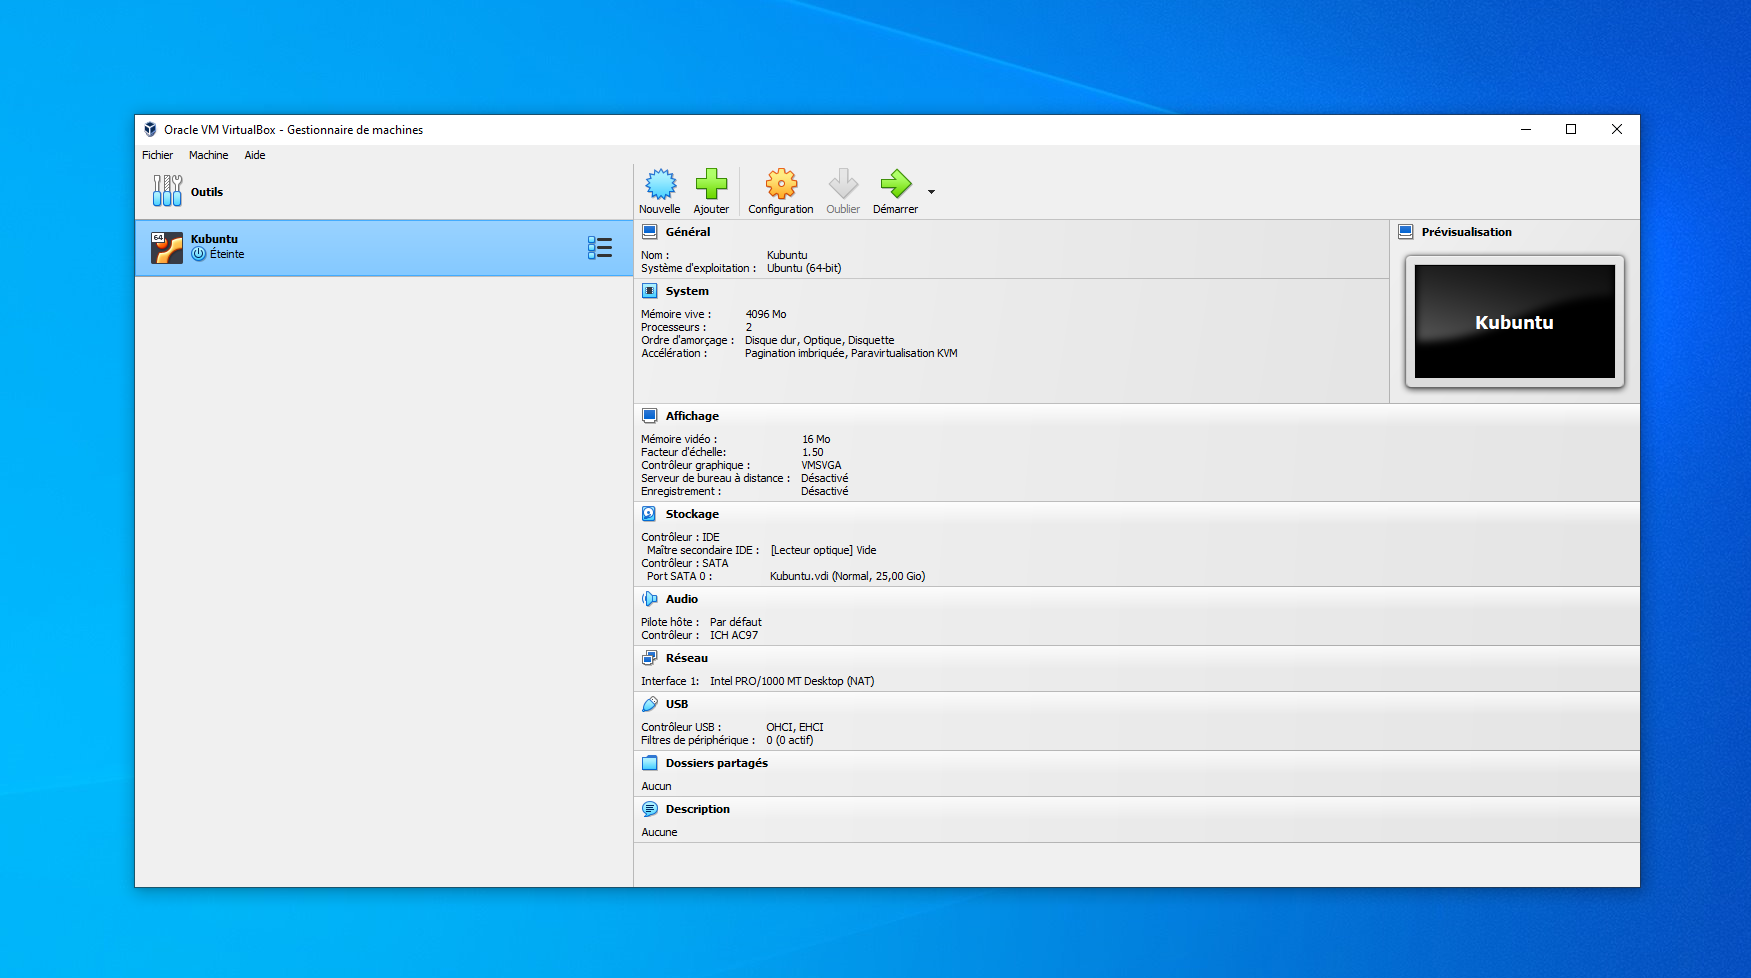 Oracle VM VirtualBox - Gestionnaire de machines
Fichier Machine Aide
Outils
Nouvelle Ajouter Configuration Oublier Démarrer
64
Kubuntu
Éteinte
Général
Nom : Kubuntu
Système d'exploitation : Ubuntu (64-bit)
System
Mémoire vive : 4096 Mo
Processeurs : 2
Ordre d'amorçage : Disque dur, Optique, Disquette
Accélération : Pagination imbriquée, Paravirtualisation KVM
Prévisualisation
Kubuntu
Affichage
Mémoire vidéo : 16 Mo
Facteur d'échelle: 1.50
Contrôleur graphique : VMSVGA
Serveur de bureau à distance : Désactivé
Enregistrement : Désactivé
Stockage
Contrôleur : IDE
Maître secondaire IDE : [Lecteur optique] Vide
Contrôleur : SATA
Port SATA 0 : Kubuntu.vdi (Normal, 25,00 Gio)
Audio
Pilote hôte : Par défaut
Contrôleur : ICH AC97
Réseau
Interface 1: Intel PRO/1000 MT Desktop (NAT)
USB
Contrôleur USB : OHCI, EHCI
Filtres de périphérique : 0 (0 actif)
Dossiers partagés
Aucun
Description
Aucune